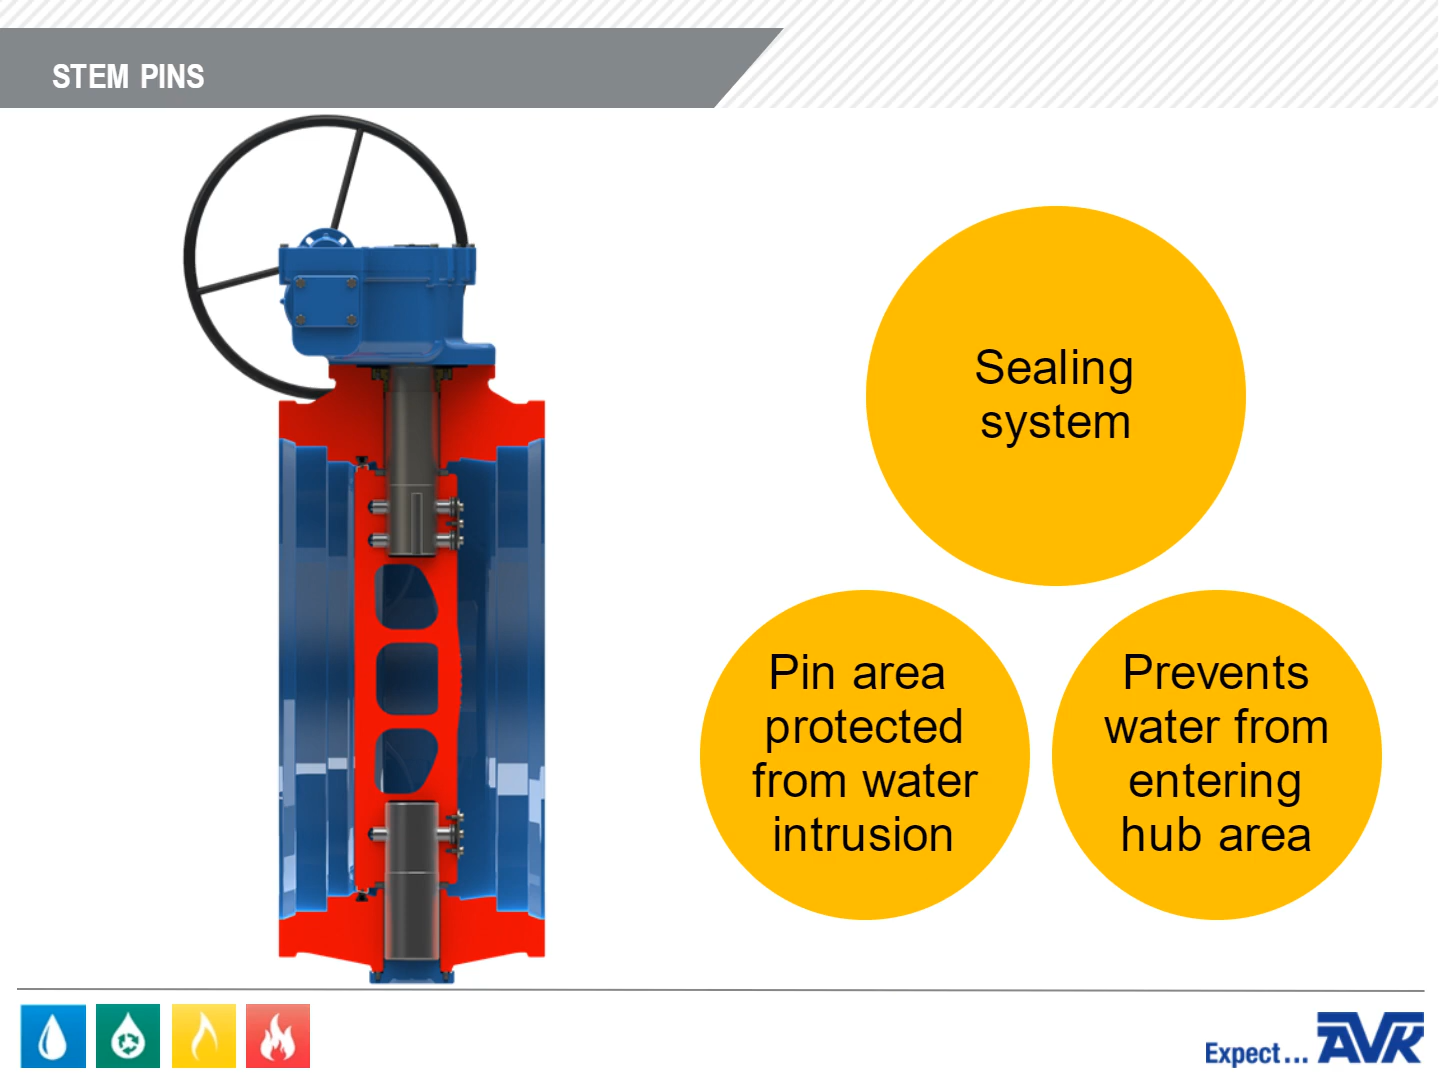 STEM PINS
Sealing
system
Pin area
protected
from water
intrusion
Prevents
water from
entering
hub area
Expect... AVK